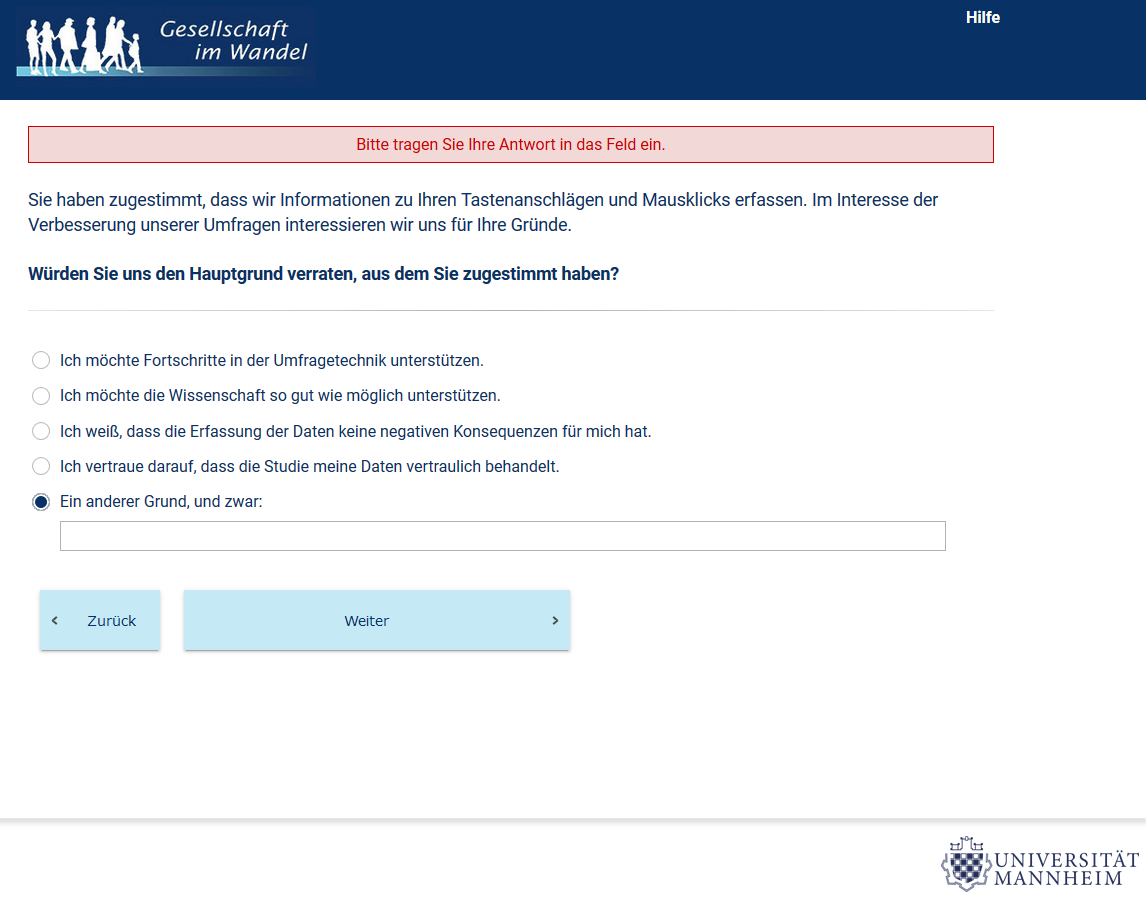 Gesellschaft
im Wandel
Hilfe
Bitte tragen Sie Ihre Antwort in das Feld ein.
Sie haben zugestimmt, dass wir Informationen zu Ihren Tastenanschlägen und Mausklicks erfassen. Im Interesse der
Verbesserung unserer Umfragen interessieren wir uns für Ihre Gründe.
Würden Sie uns den Hauptgrund verraten, aus dem Sie zugestimmt haben?
Ich möchte Fortschritte in der Umfragetechnik unterstützen.
Ich möchte die Wissenschaft so gut wie möglich unterstützen.
Ich weiß, dass die Erfassung der Daten keine negativen Konsequenzen für mich hat.
Ich vertraue darauf, dass die Studie meine Daten vertraulich behandelt.
Ein anderer Grund, und zwar:
Zurück
Weiter
UNIVERSITÄT
MANNHEIM